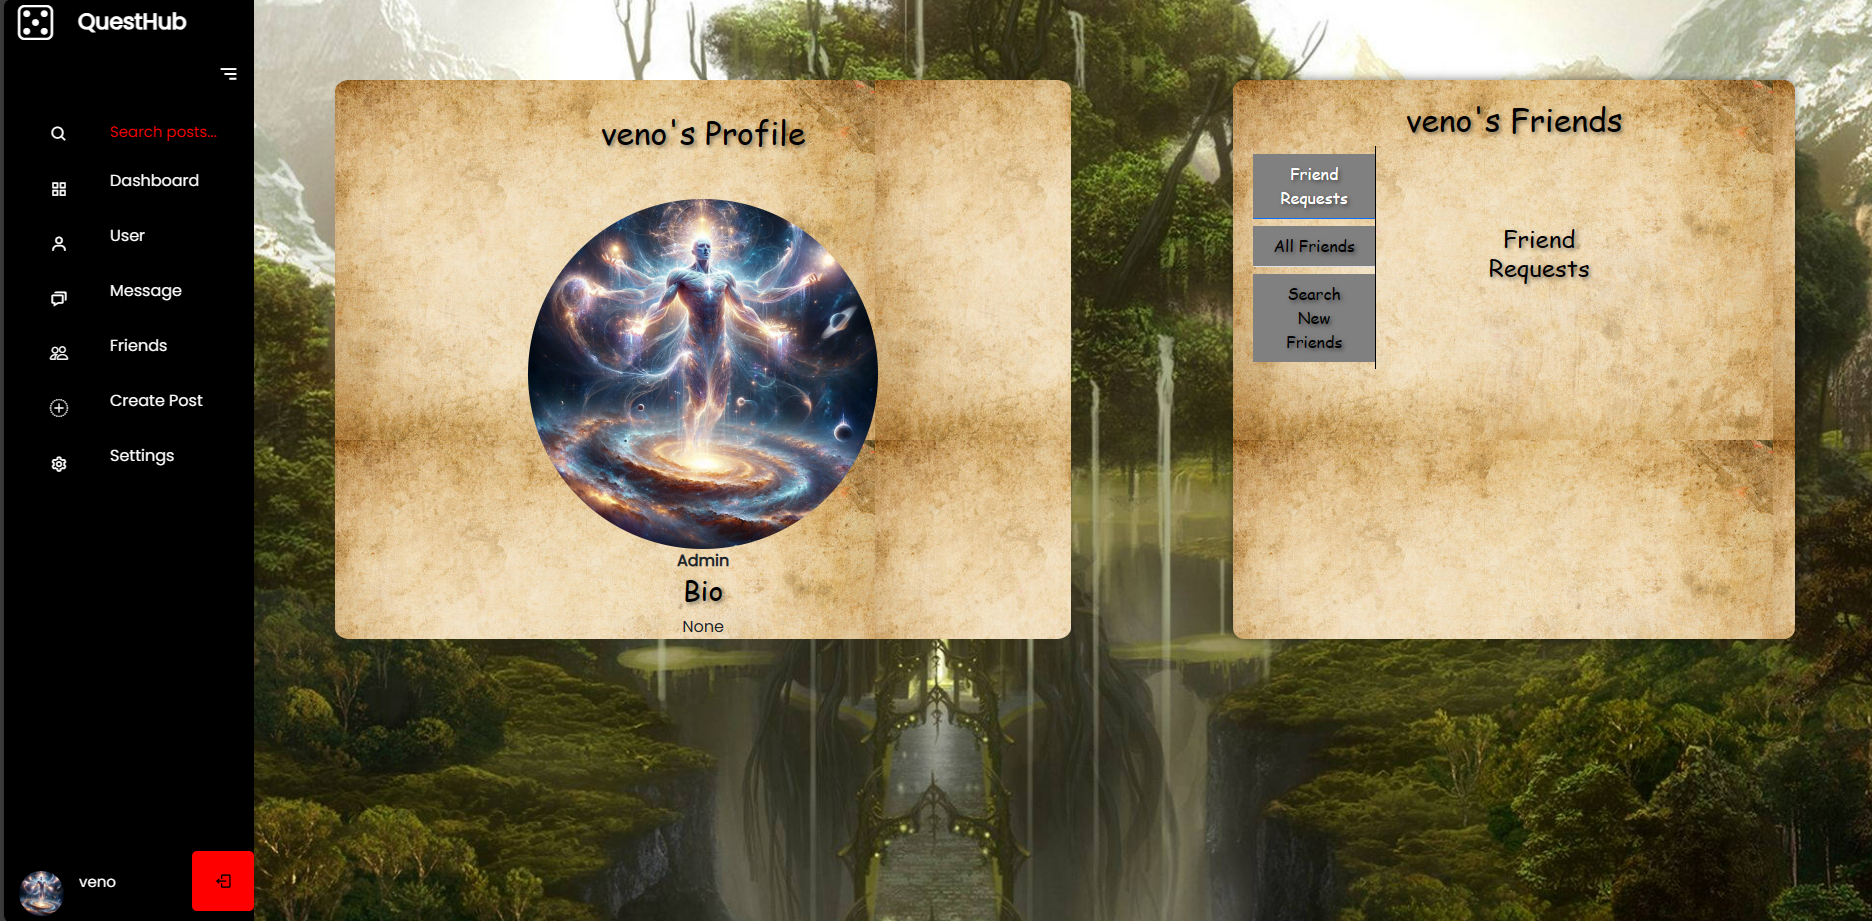 QuestHub
Search posts...
Dashboard
User
Message
Friends
Create Post
Settings
veno
veno's Profile
Admin
Bio
None
veno's Friends
Friend
Requests
All Friends
Search
New
Friends
Friend
Requests